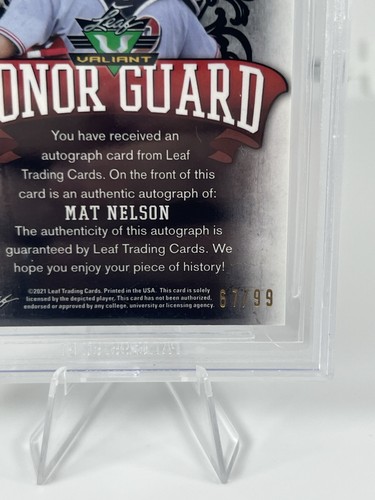 Leaf
VALIANT
ONOR GUARD
You have received an
autograph card from Leaf
Trading Cards. On the front of this
card is an authentic autograph of:
MAT NELSON
The authenticity of this autograph is
guaranteed by Leaf Trading Cards. We
hope you enjoy your piece of history!
©2021 Leaf Trading Cards. Printed in the USA. This card is solely
licensed by the depicted player. This card has not been authorized,
endorsed or approved by any college, university or licensing agency.
67/99